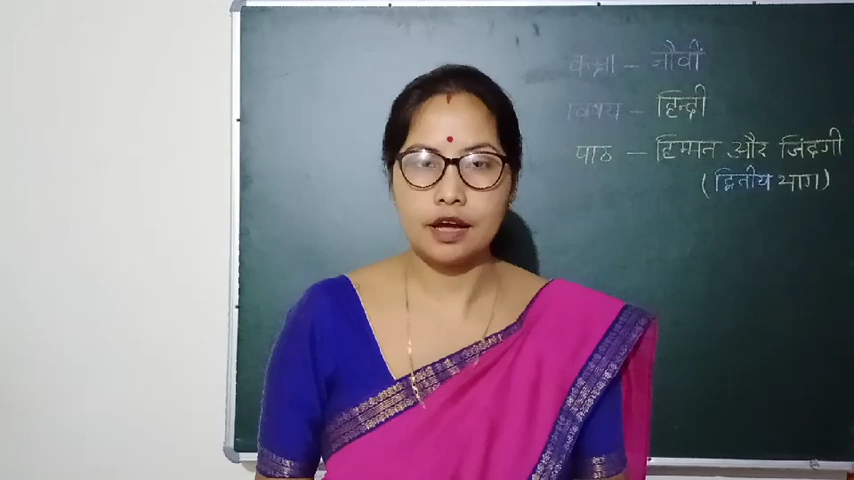 कक्षा – नौवीं
विषय – हिन्दी
पाठ – हिम्मत और जिंदगी
(द्वितीय भाग)